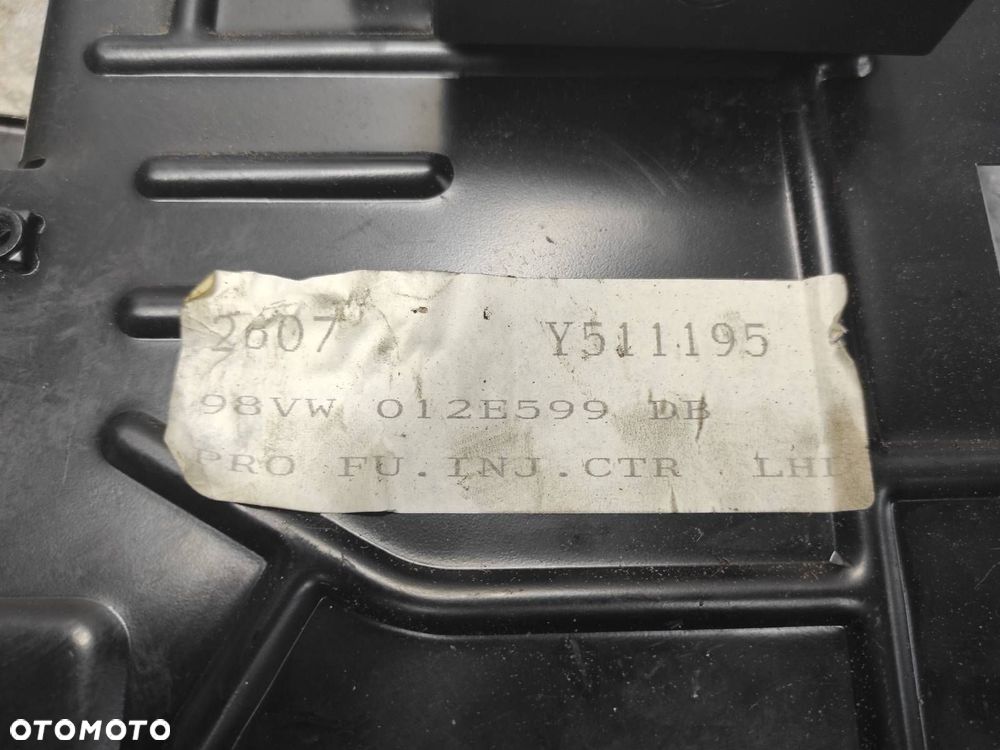 2607 Y511195
98VW 012E599 DB
PRO FU.INJ.CTR LHD
OTOMOTO